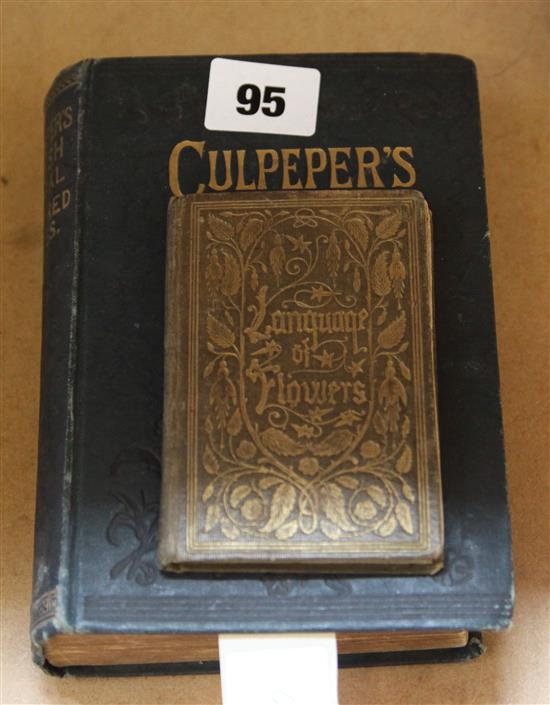 95
CULPEPER'S
Language
of
Flowers